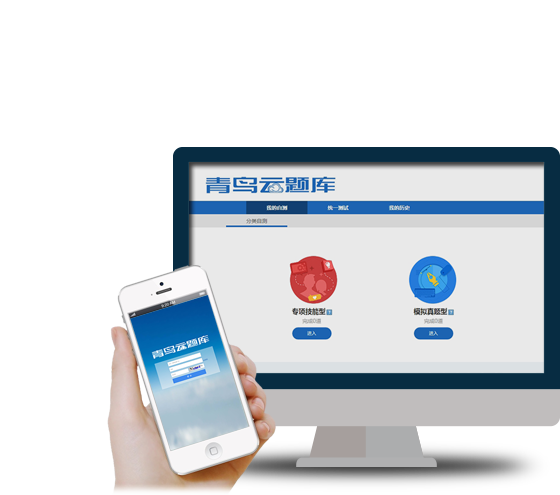 青鸟云题库
我的自测 统一测试 我的历史
分类自测
专项技能型 ?
模拟真题型 ?
完成0道
完成0道
进入
进入
青鸟云题库